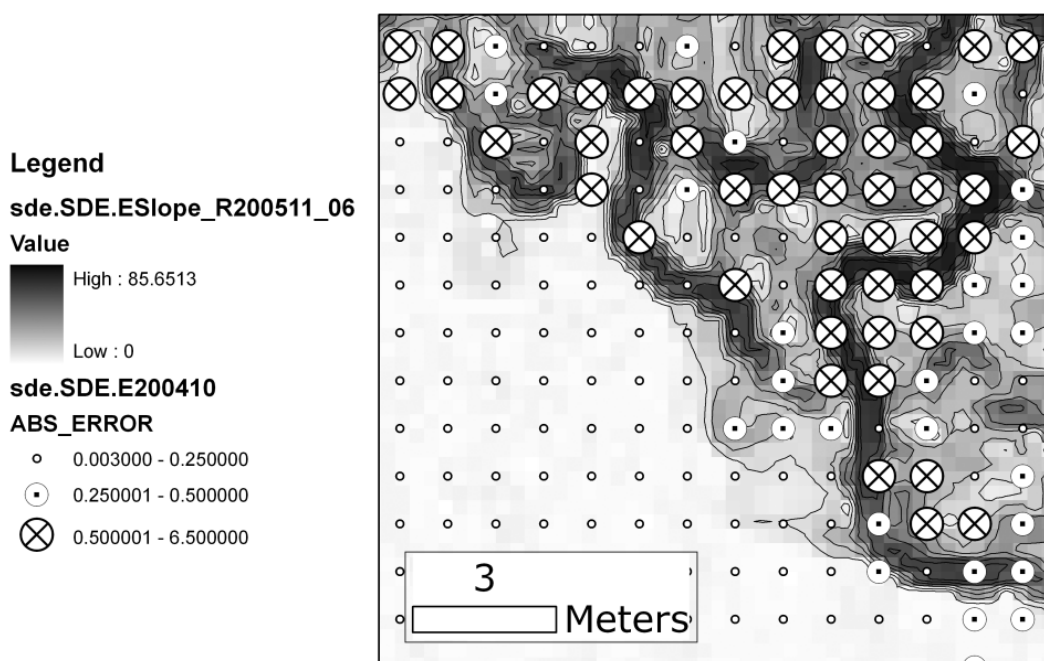 Legend
sde.SDE.ESlope_R200511_06
Value
High : 85.6513
Low : 0
sde.SDE.E200410
ABS_ERROR
0.003000 - 0.250000
0.250001 - 0.500000
0.500001 - 6.500000
3
Meters